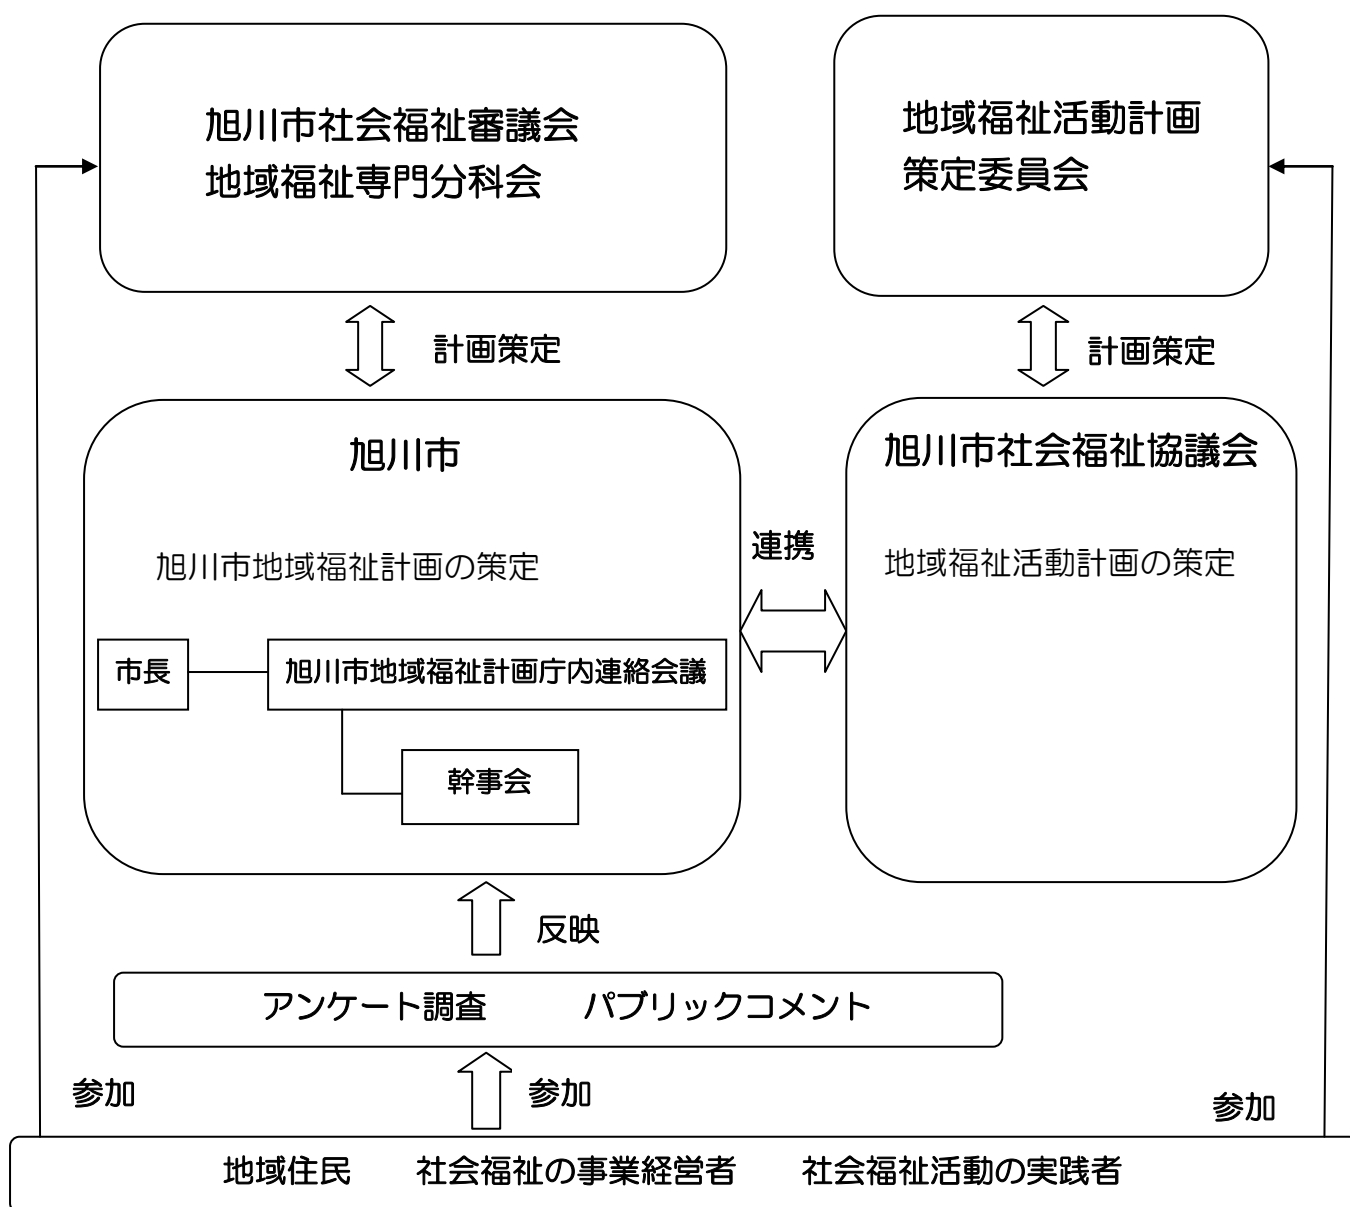 旭川市社会福祉審議会
地域福祉専門分科会
地域福祉活動計画
策定委員会
計画策定
計画策定
旭川市
旭川市地域福祉計画の策定
市長
旭川市地域福祉計画庁内連絡会議
幹事会
連携
旭川市社会福祉協議会
地域福祉活動計画の策定
反映
アンケート調査 パブリックコメント
参加
参加
参加
地域住民 社会福祉の事業経営者 社会福祉活動の実践者